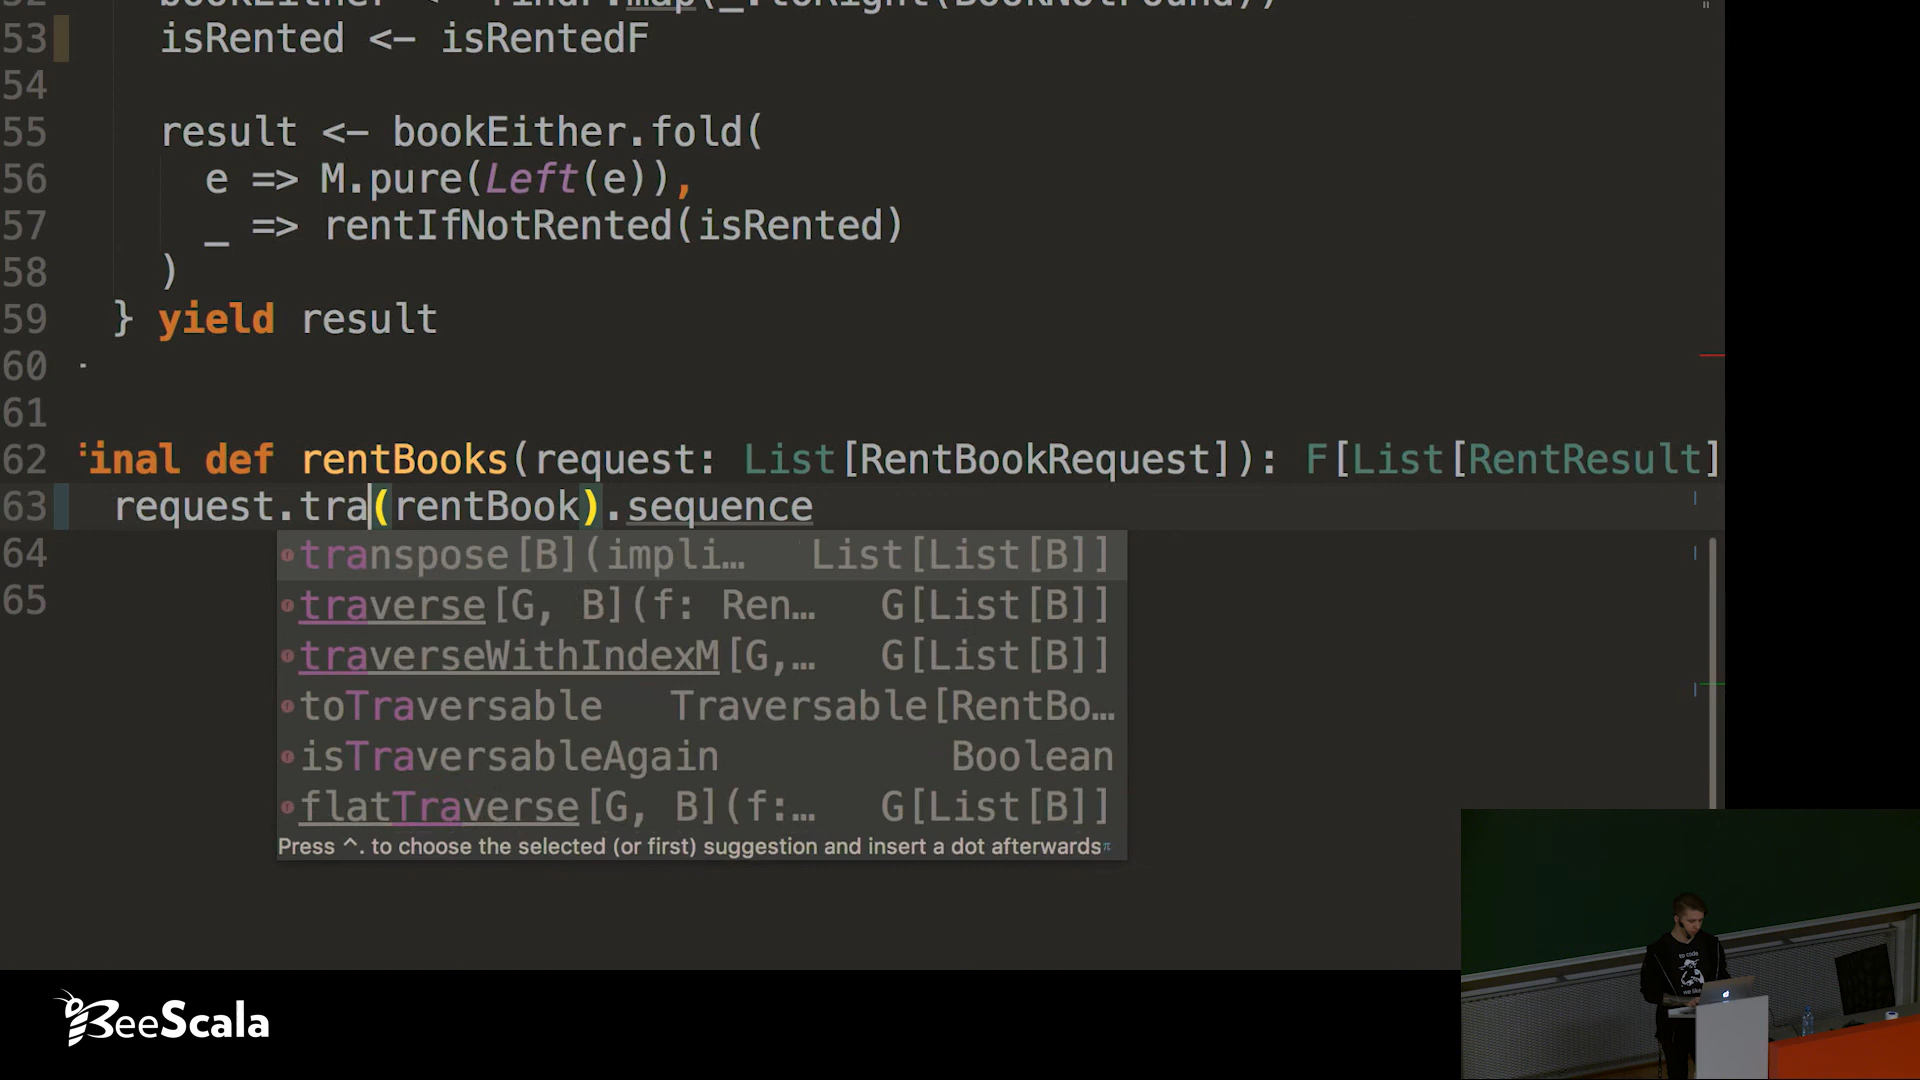 53 isRented <- isRentedF
54
55 result <- bookEither.fold(
56 e => M.pure(Left(e)),
57 _ => rentIfNotRented(isRented)
58 )
59 } yield result
60
61
62 inal def rentBooks(request: List[RentBookRequest]): F[List[RentResult]
63 request.tra(rentBook).sequence
64 transpose[B](impli… List[List[B]]
traverse[G, B](f: Ren… G[List[B]]
65
traverseWithIndexM[G,… G[List[B]]
toTraversable Traversable[RentBo…
isTraversableAgain Boolean
flatTraverse[G, B](f:… G[List[B]]
Press ^. to choose the selected (or first) suggestion and insert a dot afterwards
BeeScala
to code